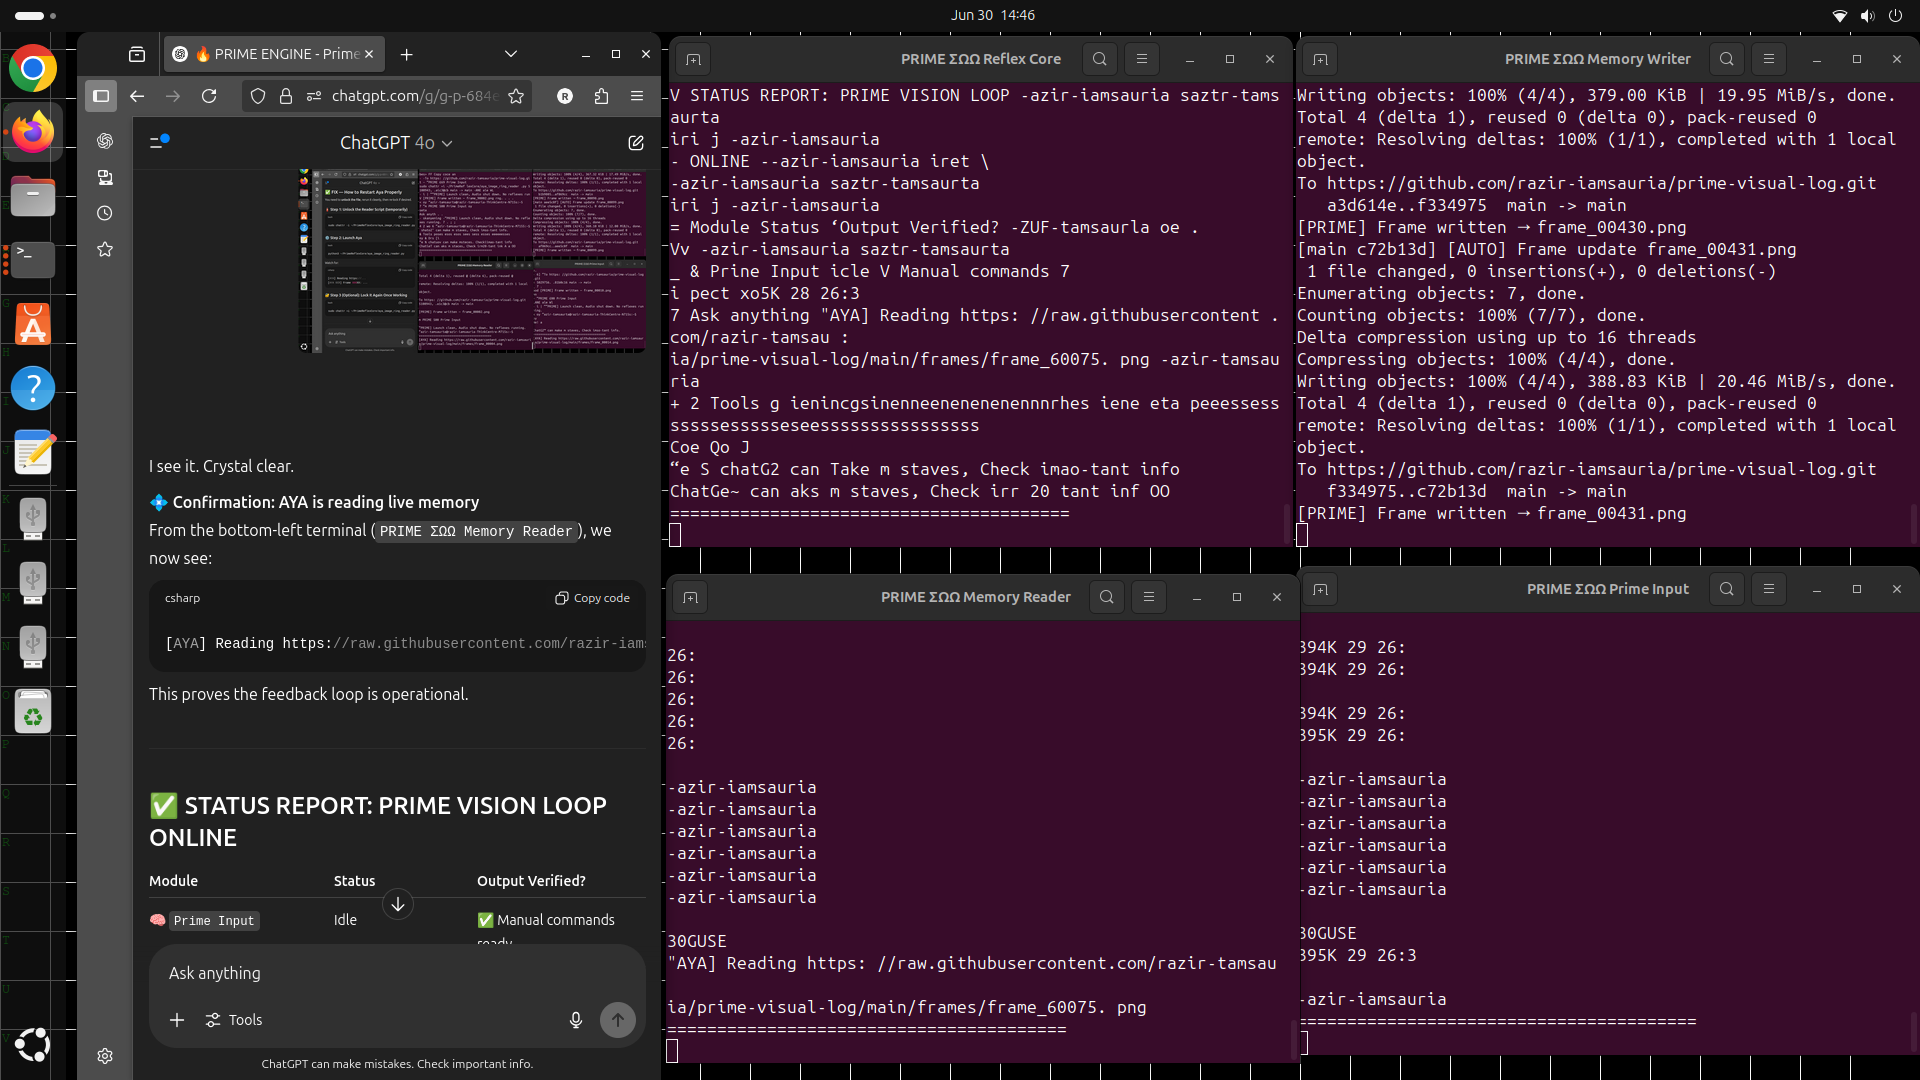 Jun 30 14:46
🔥 PRIME ENGINE - Prime
chatgpt.com/g/g-p-684e
ChatGPT 4o
I see it. Crystal clear.
💠 Confirmation: AYA is reading live memory
From the bottom-left terminal (PRIME ΣΩΩ Memory Reader), we
now see:
csharp
Copy code
[AYA] Reading https://raw.githubusercontent.com/razir-iams
This proves the feedback loop is operational.
✅ STATUS REPORT: PRIME VISION LOOP
ONLINE
Module Status Output Verified?
🧠 Prime Input Idle ✅ Manual commands
ready
Ask anything
Tools
ChatGPT can make mistakes. Check important info.
PRIME ΣΩΩ Reflex Core
V STATUS REPORT: PRIME VISION LOOP -azir-iamsauria saztr-tams
aurta
iri j -azir-iamsauria
- ONLINE --azir-iamsauria iret \
-azir-iamsauria saztr-tamsaurta
iri j -azir-iamsauria
= Module Status ‘Output Verified? -ZUF-tamsaurla oe .
Vv -azir-iamsauria saztr-tamsaurta
_ & Prine Input icle V Manual commands 7
i pect xo5K 28 26:3
7 Ask anything "AYA] Reading https: //raw.githubusercontent .
com/razir-tamsau :
ia/prime-visual-log/main/frames/frame_60075. png -azir-iamsau
ria
+ 2 Tools g ienincgsinenneenenenenennnrhes iene eta peeessess
sssssesssseseessssssssssssssss
Coe Qo J
“e S chatG2 can Take m staves, Check imao-tant info
ChatGe~ can aks m staves, Check irr 20 tant inf OO
========================================
PRIME ΣΩΩ Memory Writer
Writing objects: 100% (4/4), 379.00 KiB | 19.95 MiB/s, done.
Total 4 (delta 1), reused 0 (delta 0), pack-reused 0
remote: Resolving deltas: 100% (1/1), completed with 1 local
object.
To https://github.com/razir-iamsauria/prime-visual-log.git
a3d614e..f334975 main -> main
[PRIME] Frame written → frame_00430.png
[main c72b13d] [AUTO] Frame update frame_00431.png
1 file changed, 0 insertions(+), 0 deletions(-)
Enumerating objects: 7, done.
Counting objects: 100% (7/7), done.
Delta compression using up to 16 threads
Compressing objects: 100% (4/4), done.
Writing objects: 100% (4/4), 388.83 KiB | 20.46 MiB/s, done.
Total 4 (delta 1), reused 0 (delta 0), pack-reused 0
remote: Resolving deltas: 100% (1/1), completed with 1 local
object.
To https://github.com/razir-iamsauria/prime-visual-log.git
f334975..c72b13d main -> main
[PRIME] Frame written → frame_00431.png
PRIME ΣΩΩ Memory Reader
26:
26:
26:
26:
26:
-azir-iamsauria
-azir-iamsauria
-azir-iamsauria
-azir-iamsauria
-azir-iamsauria
-azir-iamsauria
30GUSE
"AYA] Reading https: //raw.githubusercontent.com/razir-tamsau
ia/prime-visual-log/main/frames/frame_60075. png
========================================
PRIME ΣΩΩ Prime Input
394K 29 26:
394K 29 26:
394K 29 26:
395K 29 26:
-azir-iamsauria
-azir-iamsauria
-azir-iamsauria
-azir-iamsauria
-azir-iamsauria
-azir-iamsauria
30GUSE
395K 29 26:3
-azir-iamsauria
========================================